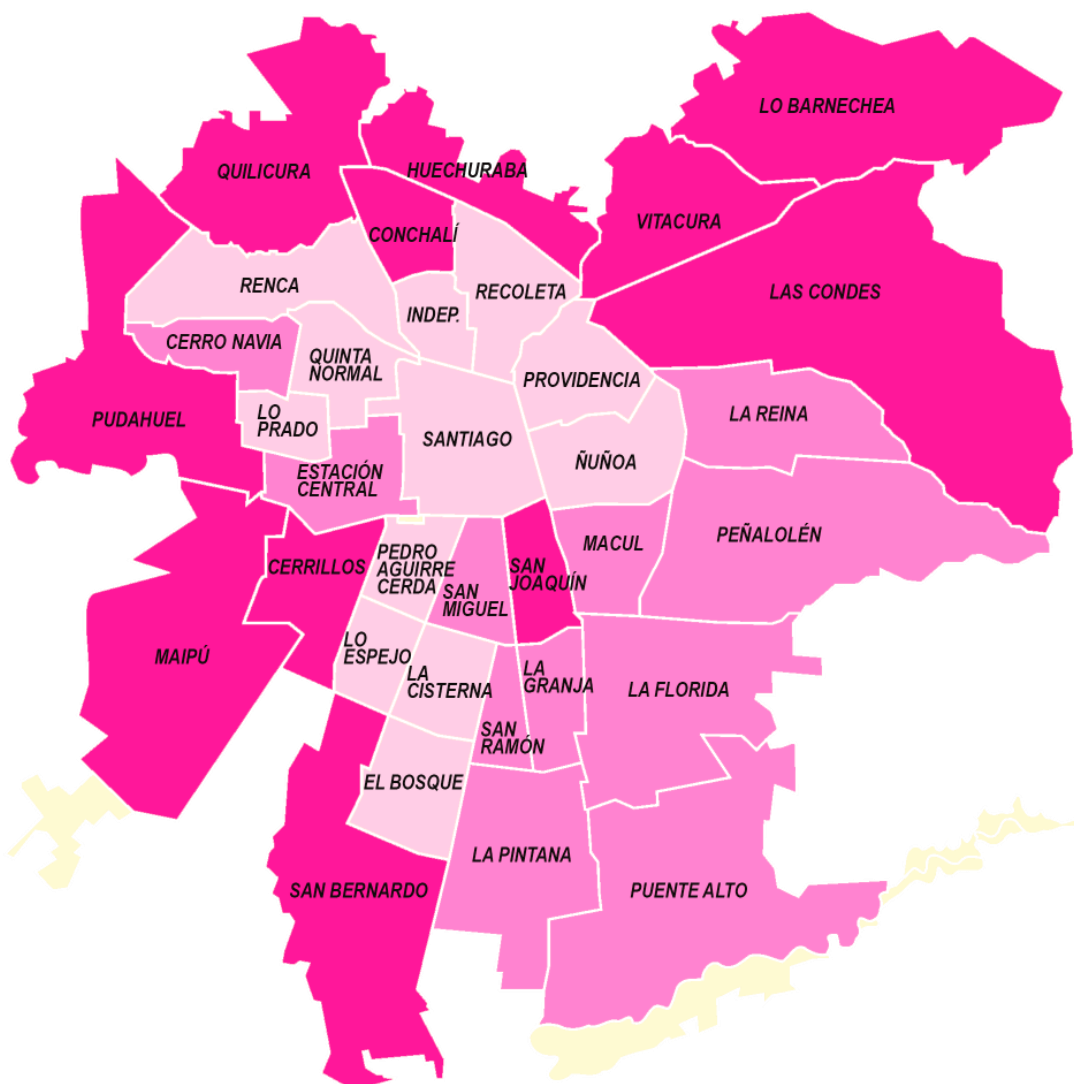 LO BARNECHEA
QUILICURA
HUECHURABA
VITACURA
CONCHALÍ
RENCA
RECOLETA
LAS CONDES
INDEP.
CERRO NAVIA
QUINTA
NORMAL
PROVIDENCIA
PUDAHUEL
LO
PRADO
LA REINA
SANTIAGO
ÑUÑOA
ESTACIÓN
CENTRAL
PEÑALOLÉN
MACUL
CERRILLOS
PEDRO
AGUIRRE
CERDA
SAN
MIGUEL
SAN
JOAQUÍN
MAIPÚ
LO
ESPEJO
LA
CISTERNA
LA
GRANJA
LA FLORIDA
SAN
RAMÓN
EL BOSQUE
LA PINTANA
SAN BERNARDO
PUENTE ALTO